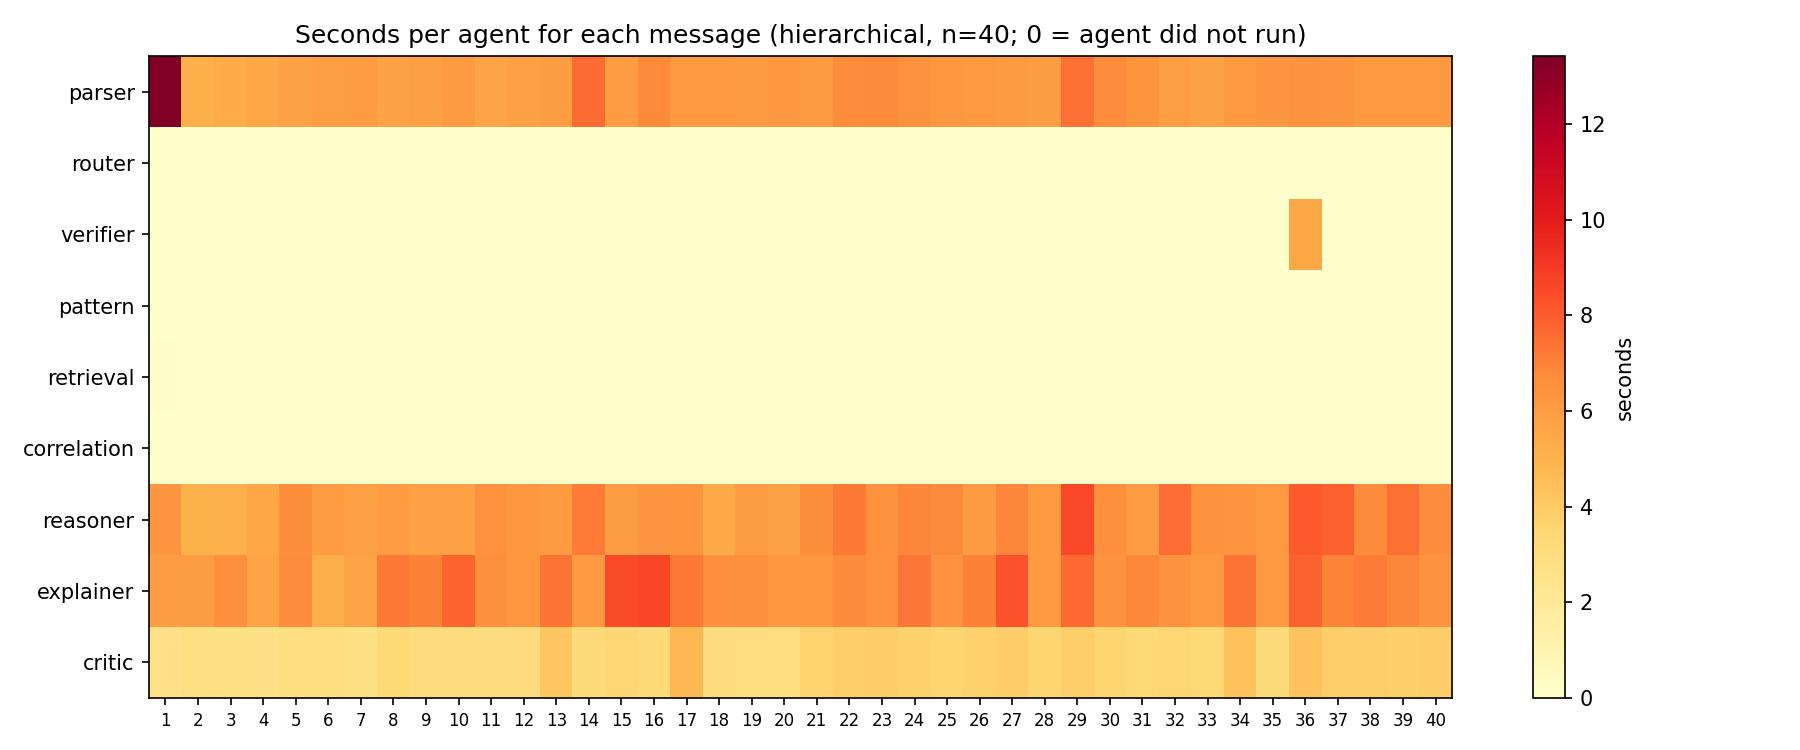 Seconds per agent for each message (hierarchical, n=40; 0 = agent did not run)
parser
router
verifier
pattern
retrieval
correlation
reasoner
explainer
critic
1 2 3 4 5 6 7 8 9 10 11 12 13 14 15 16 17 18 19 20 21 22 23 24 25 26 27 28 29 30 31 32 33 34 35 36 37 38 39 40
12
10
8
6
4
2
0
seconds